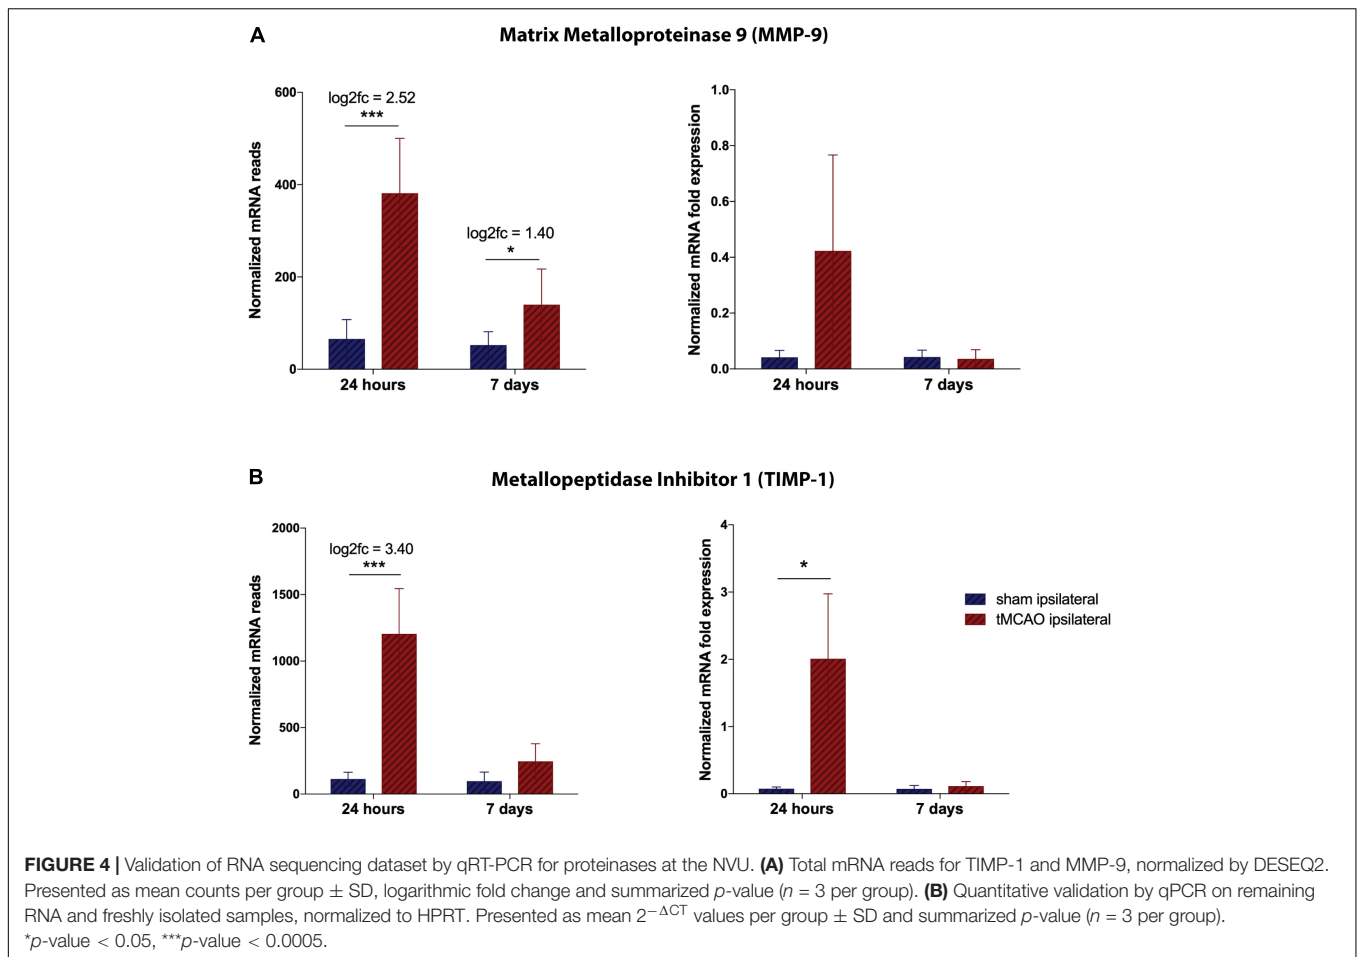 A
Matrix Metalloproteinase 9 (MMP-9)
Normalized mRNA reads
600
400
200
0
log2fc = 2.52
***
log2fc = 1.40
*
24 hours
7 days
Normalized mRNA fold expression
1.0
0.8
0.6
0.4
0.2
0.0
24 hours
7 days
B
Metallopeptidase Inhibitor 1 (TIMP-1)
Normalized mRNA reads
2000
1500
1000
500
0
log2fc = 3.40
***
24 hours
7 days
Normalized mRNA fold expression
4
3
2
1
0
*
24 hours
7 days
sham ipsilateral
tMCAO ipsilateral
FIGURE 4 | Validation of RNA sequencing dataset by qRT-PCR for proteinases at the NVU. (A) Total mRNA reads for TIMP-1 and MMP-9, normalized by DESEQ2.
Presented as mean counts per group ± SD, logarithmic fold change and summarized p-value (n = 3 per group). (B) Quantitative validation by qPCR on remaining
RNA and freshly isolated samples, normalized to HPRT. Presented as mean 2^−ΔCT values per group ± SD and summarized p-value (n = 3 per group).
*p-value < 0.05, ***p-value < 0.0005.